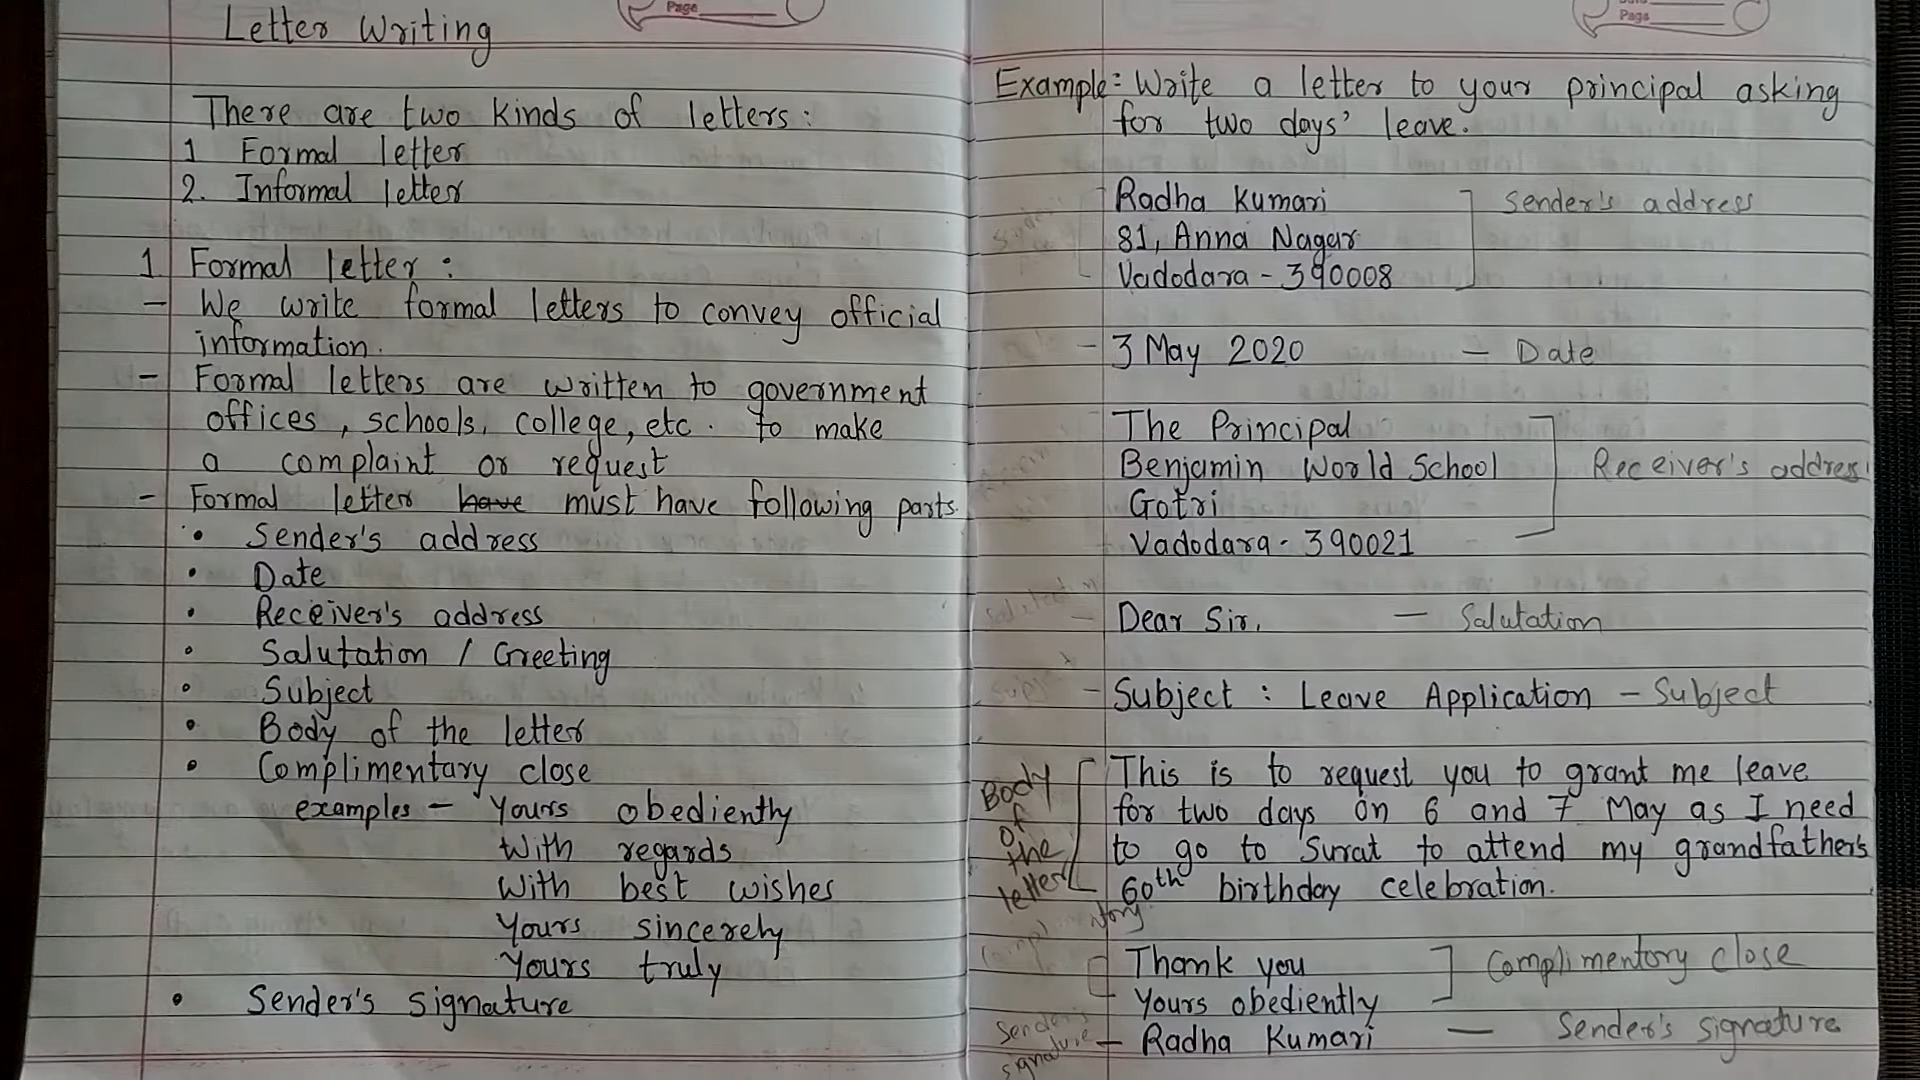 Page
Letter Writing
There are two kinds of letters:
1 Formal letter
2. Informal letter
1 Formal letter :
– We write formal letters to convey official
information.
– Formal letters are written to government
offices, schools, college, etc. to make
a complaint or request
– Formal letter have must have following parts.
• Sender's address
• Date
• Receiver's address
• Salutation / Greeting
• Subject
• Body of the letter
• Complimentary close
examples – Yours obediently
With regards
With best wishes
Yours sincerely
Yours truly
• Sender's signature
Page
Example:- Write a letter to your principal asking
for two days' leave.
Radha Kumari
Sender's address
81, Anna Nagar
Vadodara - 390008
- 3 May 2020 – Date
The Principal
Benjamin World School
Receiver's address
Gotri
Vadodara - 390021
Dear Sir, – Salutation
- Subject : Leave Application – Subject
Body of the letter
This is to request you to grant me leave
for two days on 6 and 7 May as I need
to go to Surat to attend my grandfather's
60th birthday celebration.
Thank you
Complimentory close
Yours obediently
Sender's signature
– Radha Kumari — Sender's signature